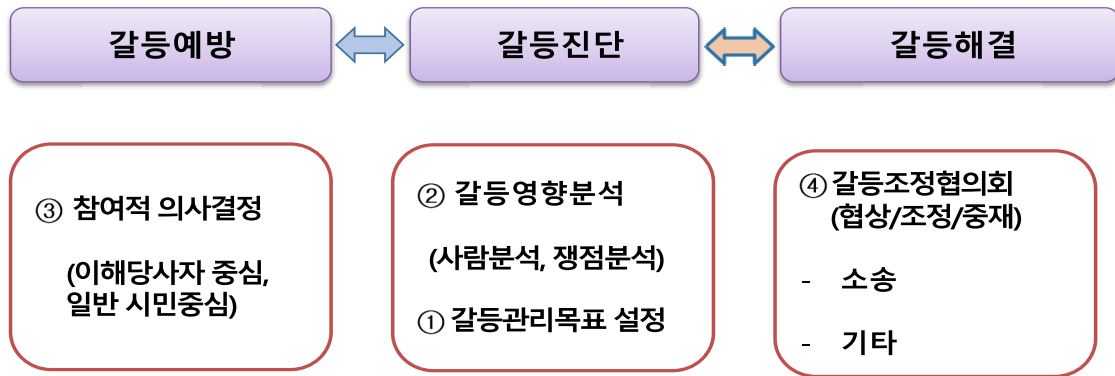 갈등예방
갈등진단
갈등해결
③ 참여적 의사결정
(이해당사자 중심,
일반 시민중심)
② 갈등영향분석
(사람분석, 쟁점분석)
① 갈등관리목표 설정
④ 갈등조정협의회
(협상/조정/중재)
- 소송
- 기타